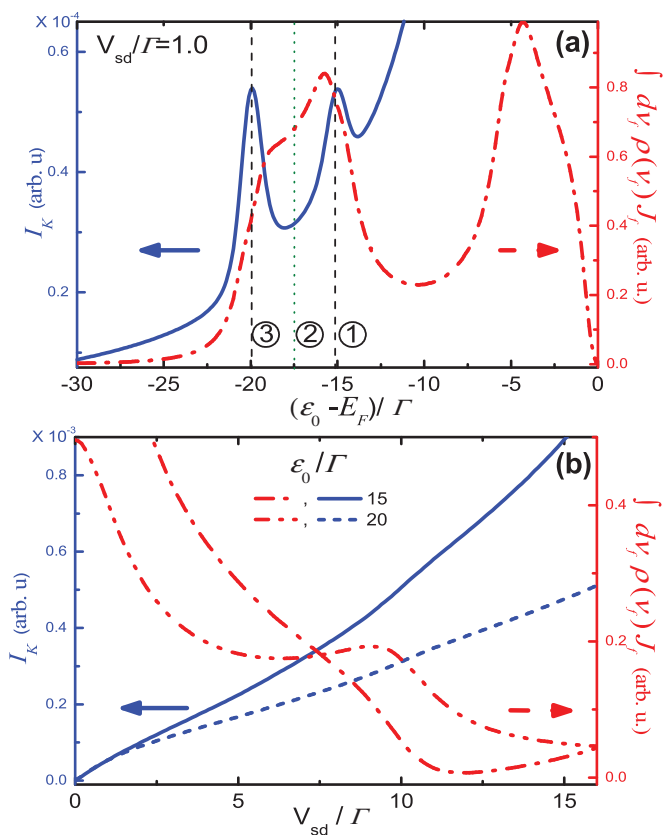 X 10⁻⁴
V_sd/Γ=1.0
(a)
I_K (arb. u)
0.4
0.2
∫ dν_f ρ(ν_f) J_f (arb. u.)
0.8
0.6
0.4
0.2
0.0
③ ② ①
-30 -25 -20 -15 -10 -5 0
(ε₀ -E_F)/ Γ
X 10⁻³
(b)
ε₀/Γ
, 15
, 20
I_K (arb. u)
0.8
0.6
0.4
0.2
0.0
∫ dν_f ρ(ν_f) J_f (arb. u.)
0.4
0.2
0.0
0 5 10 15
V_sd / Γ